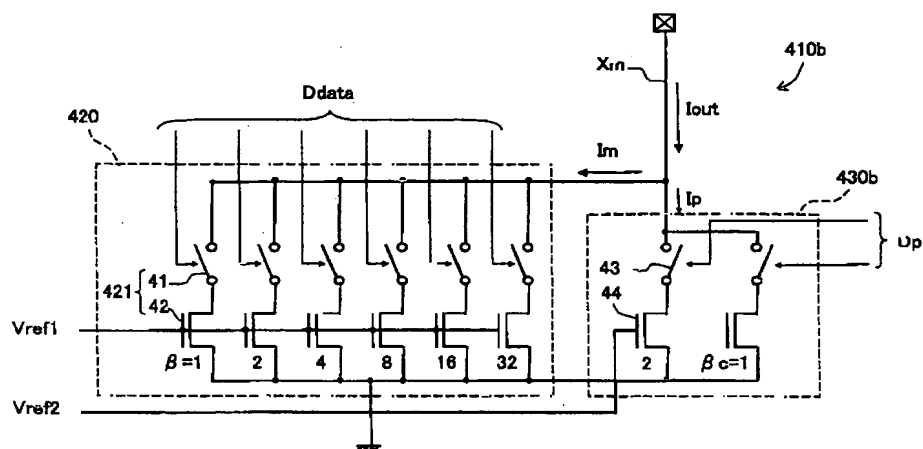 410b
Xm
Ddata
420
Iout
Im
Ip
430b
Dp
41
43
421
42
44
Vref1
β=1 2 4 8 16 32 2 βc=1
Vref2